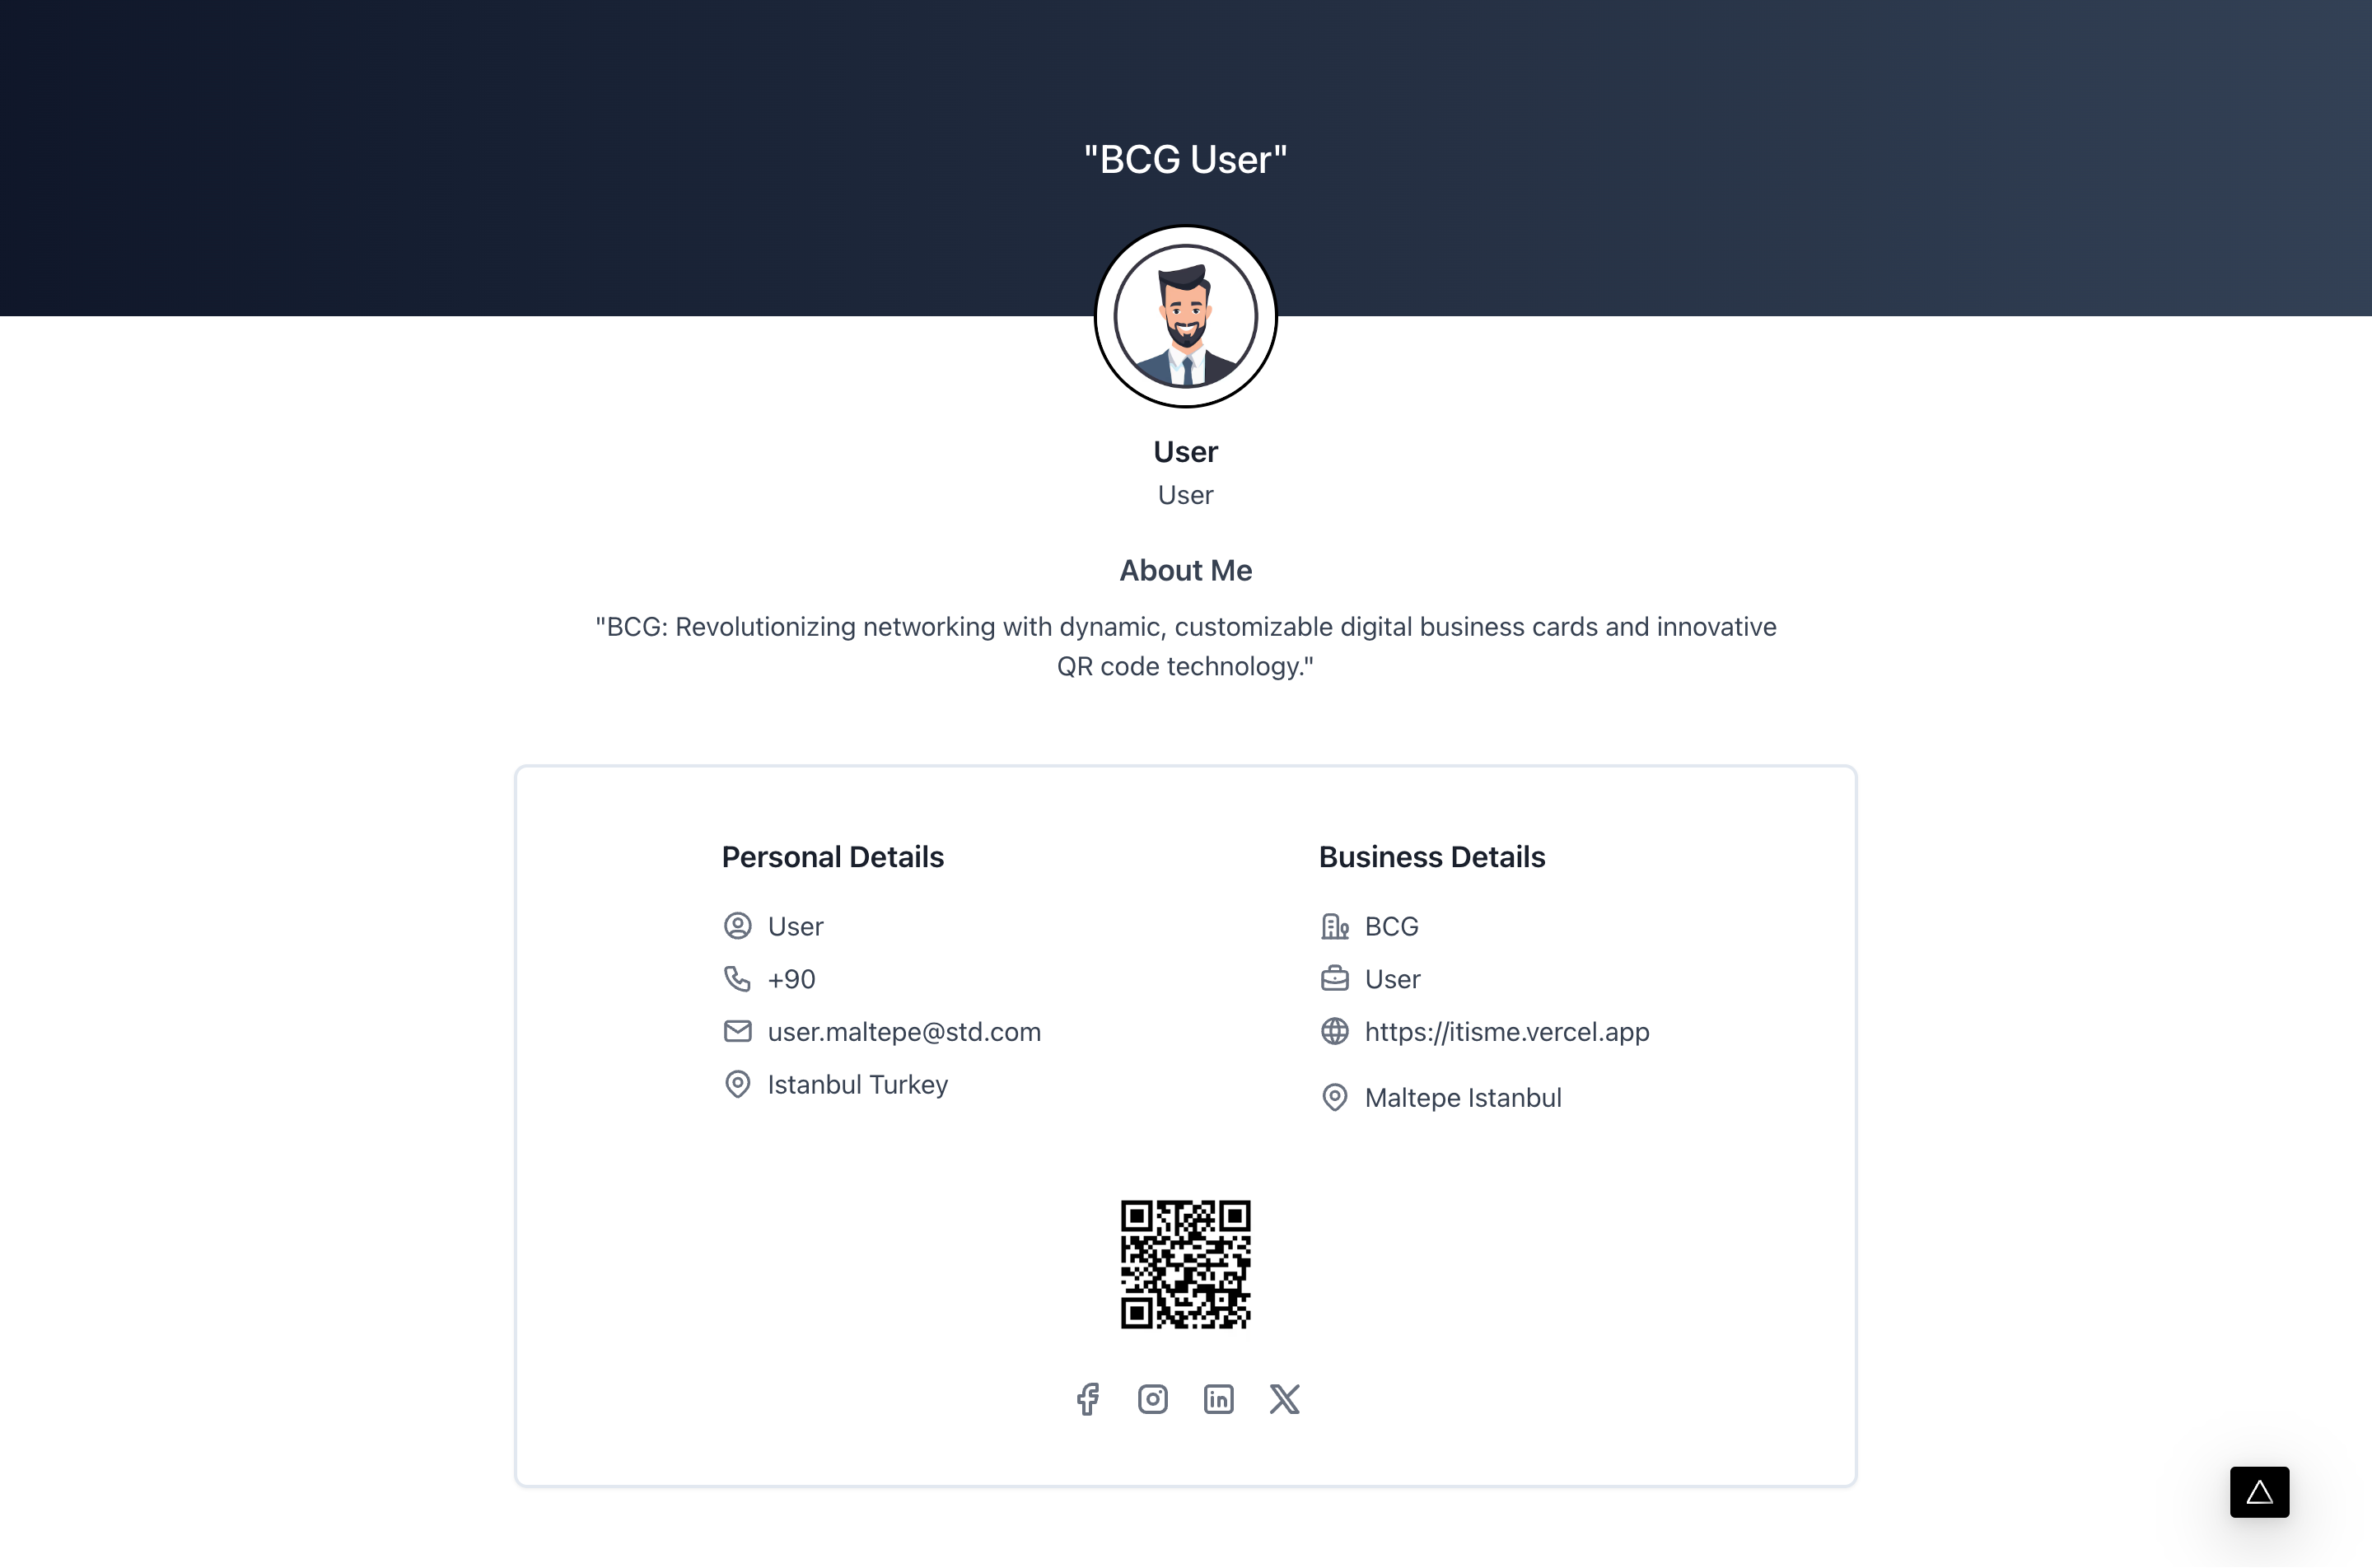 "BCG User"
User
User
About Me
"BCG: Revolutionizing networking with dynamic, customizable digital business cards and innovative
QR code technology."
Personal Details
User
+90
user.maltepe@std.com
Istanbul Turkey
Business Details
BCG
User
https://itisme.vercel.app
Maltepe Istanbul